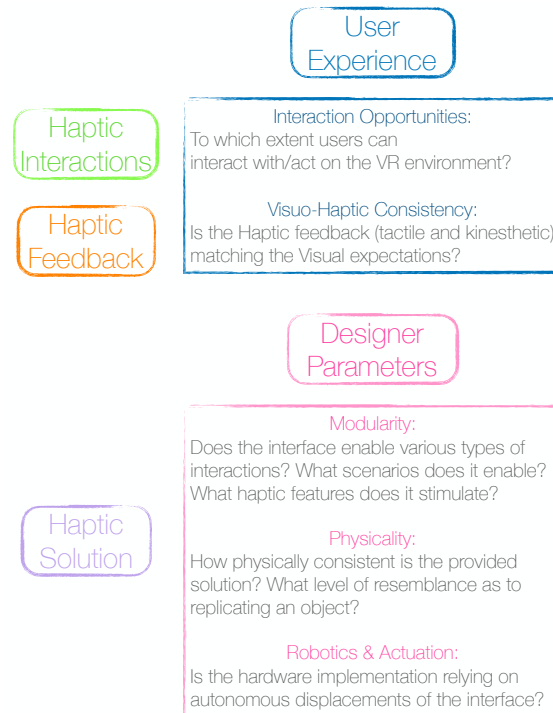 User
Experience
Haptic
Interactions
Interaction Opportunities:
To which extent users can
interact with/act on the VR environment?
Haptic
Feedback
Visuo-Haptic Consistency:
Is the Haptic feedback (tactile and kinesthetic)
matching the Visual expectations?
Designer
Parameters
Haptic
Solution
Modularity:
Does the interface enable various types of
interactions? What scenarios does it enable?
What haptic features does it stimulate?
Physicality:
How physically consistent is the provided
solution? What level of resemblance as to
replicating an object?
Robotics & Actuation:
Is the hardware implementation relying on
autonomous displacements of the interface?